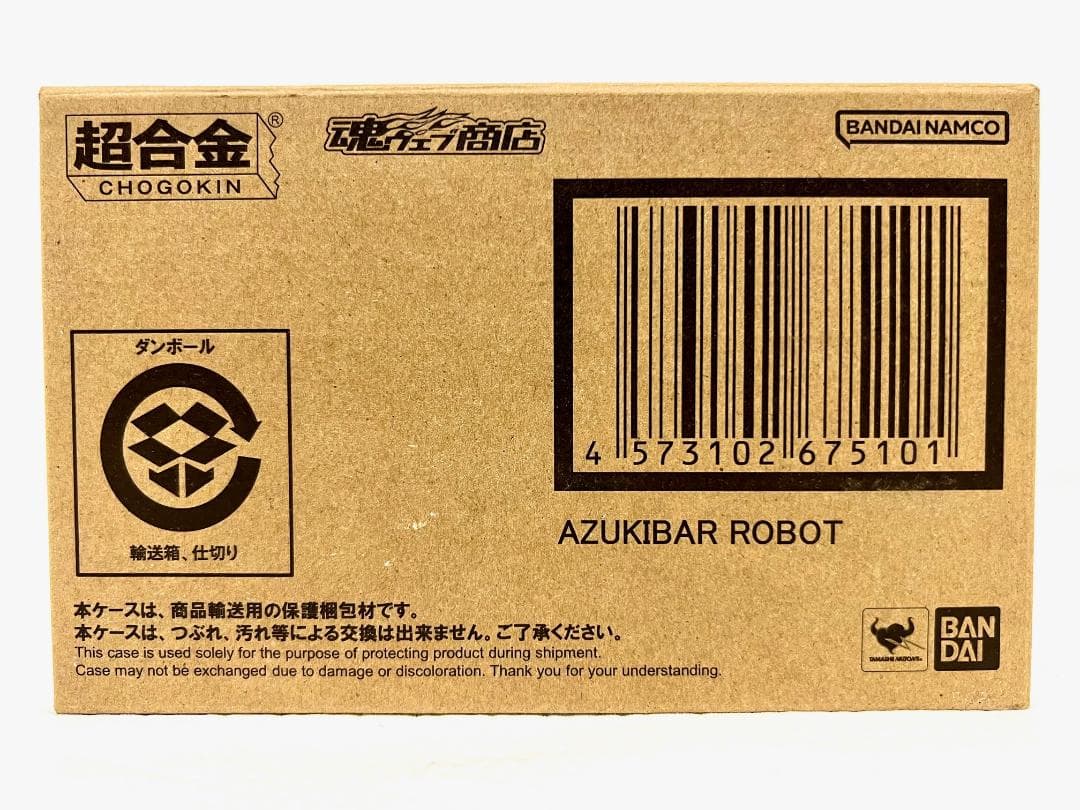 超合金®
CHOGOKIN
魂ウェブ商店
BANDAI NAMCO
4 573102 675101
AZUKIBAR ROBOT
ダンボール
輸送箱、仕切り
本ケースは、商品輸送用の保護梱包材です。
本ケースは、つぶれ、汚れ等による交換は出来ません。ご了承ください。
This case is used solely for the purpose of protecting product during shipment.
Case may not be exchanged due to damage or discoloration. Thank you for your understanding.
TAMASHII NATIONS
BAN
DAI